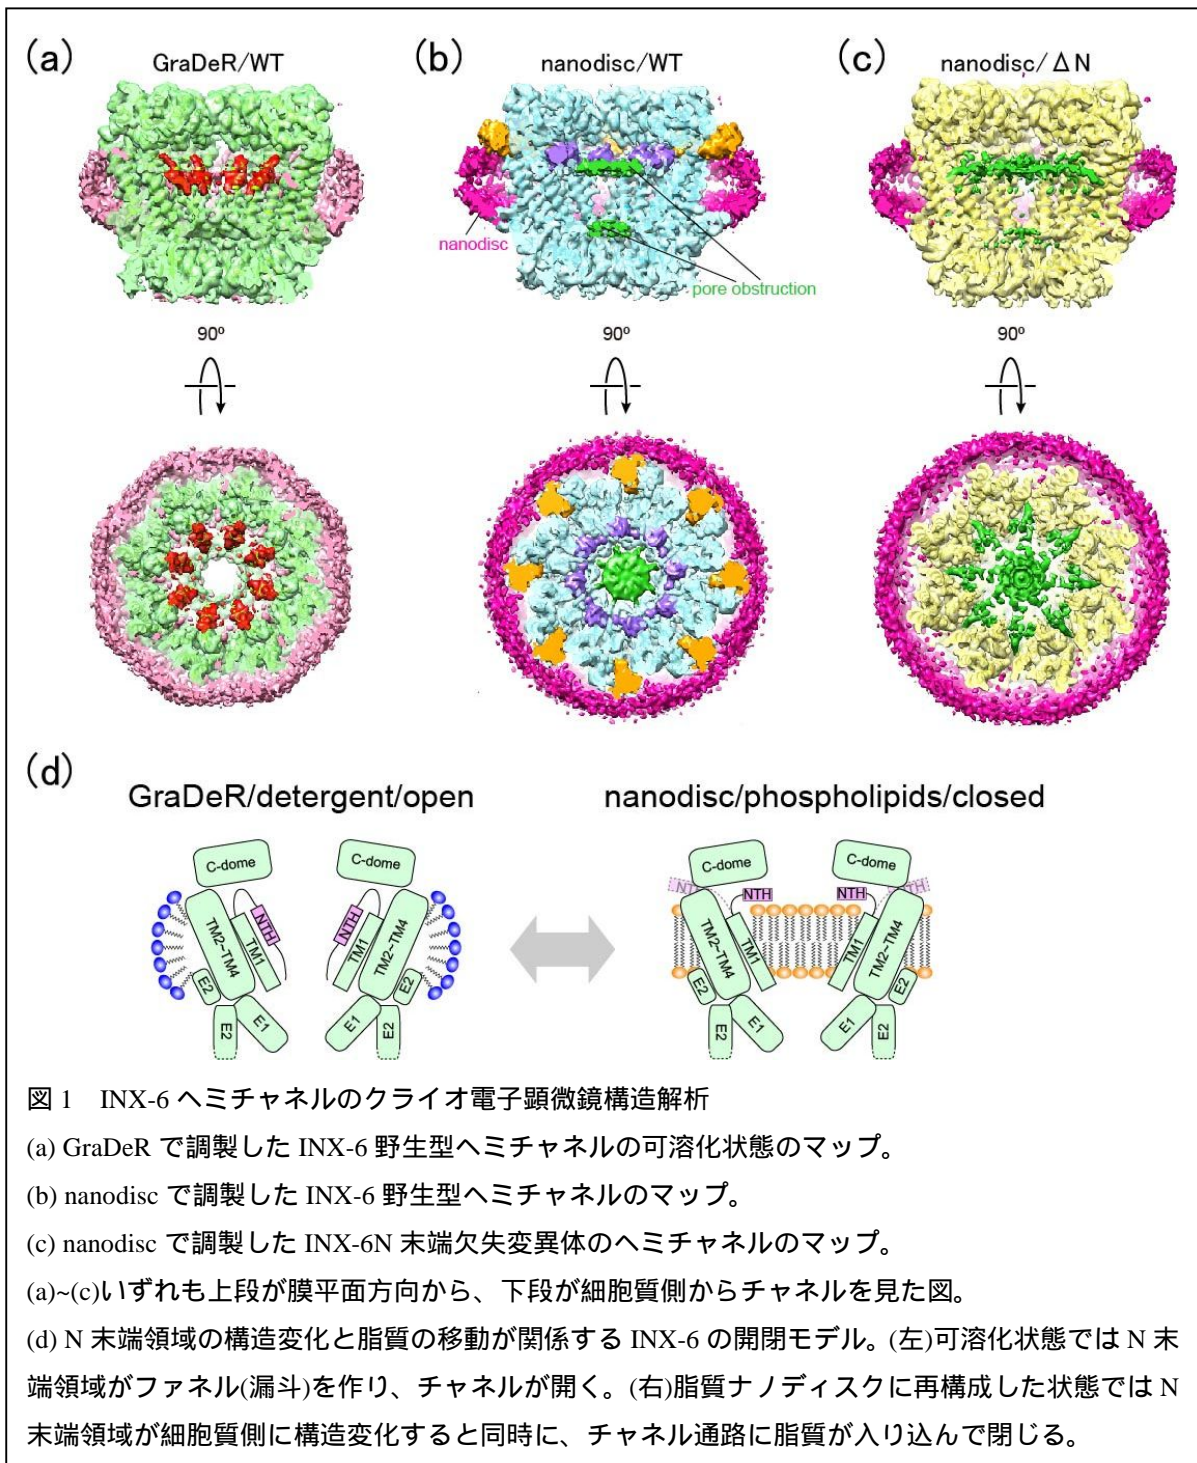 (a)
GraDeR/WT
(b)
nanodisc/WT
(c)
nanodisc/ΔN
nanodisc
pore obstruction
90º
90º
90º
(d)
GraDeR/detergent/open
nanodisc/phospholipids/closed
C-dome
C-dome
NTH
NTH
TM1
TM1
TM2~TM4
TM2~TM4
E2
E2
E2
E1
E1
E2
C-dome
C-dome
NTH
NTH
NTH
NTH
TM1
TM1
TM2~TM4
TM2~TM4
E2
E2
E2
E1
E1
E2
図 1 INX-6 ヘミチャネルのクライオ電子顕微鏡構造解析
(a) GraDeR で調製した INX-6 野生型ヘミチャネルの可溶化状態のマップ。
(b) nanodisc で調製した INX-6 野生型ヘミチャネルのマップ。
(c) nanodisc で調製した INX-6N 末端欠失変異体のヘミチャネルのマップ。
(a)~(c)いずれも上段が膜平面方向から、下段が細胞質側からチャネルを見た図。
(d) N 末端領域の構造変化と脂質の移動が関係する INX-6 の開閉モデル。(左)可溶化状態では N 末
端領域がファネル(漏斗)を作り、チャネルが開く。(右)脂質ナノディスクに再構成した状態では N
末端領域が細胞質側に構造変化すると同時に、チャネル通路に脂質が入り込んで閉じる。